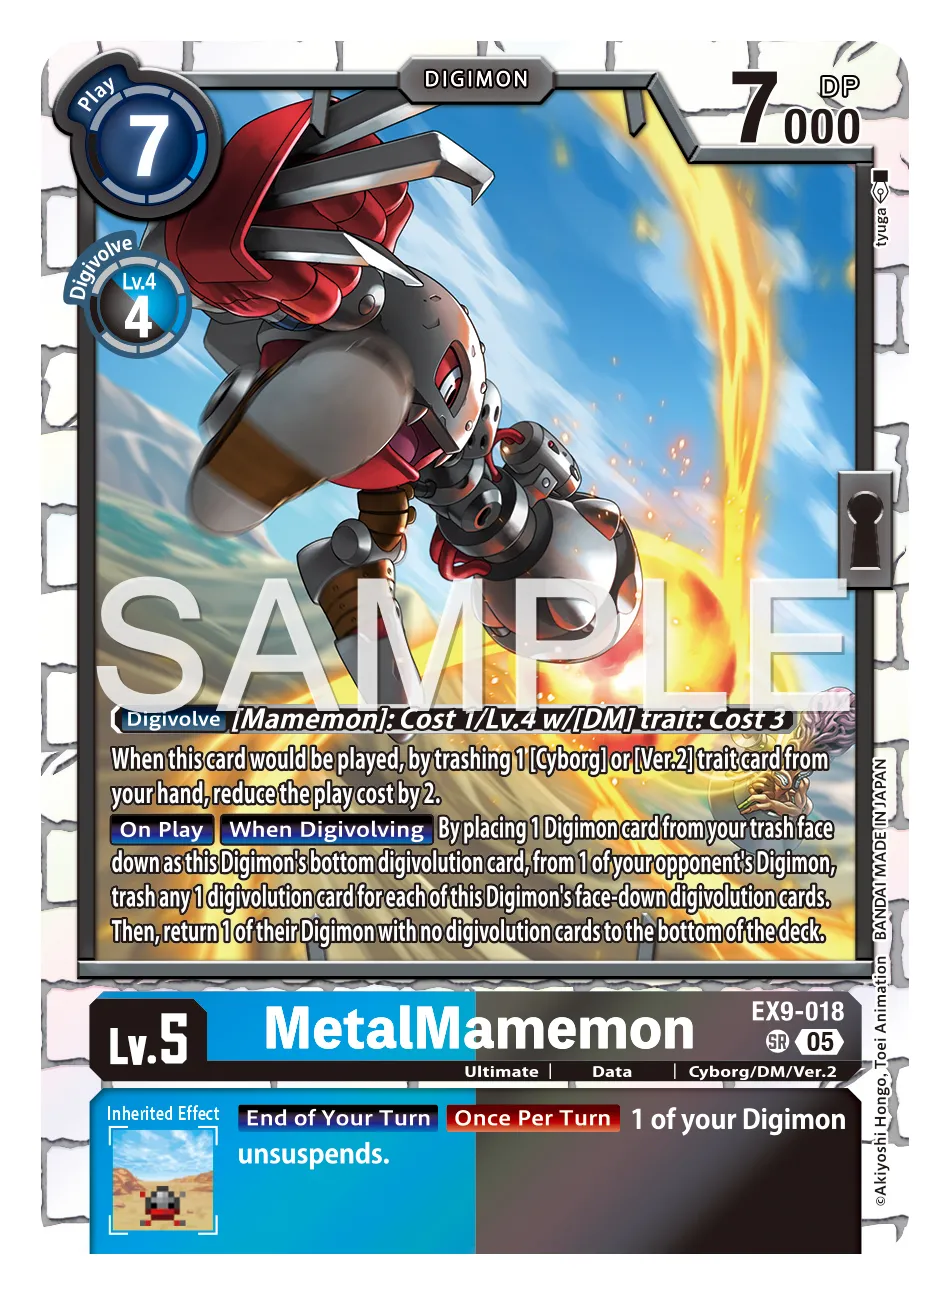 DIGIMON
Play
7
7000
DP
Digivolve
Lv.4
4
tyuga
SAMPLE
Digivolve [Mamemon]: Cost 1/Lv.4 w/[DM] trait: Cost 3
When this card would be played, by trashing 1 [Cyborg] or [Ver.2] trait card from
your hand, reduce the play cost by 2.
On Play When Digivolving By placing 1 Digimon card from your trash face
down as this Digimon's bottom digivolution card, from 1 of your opponent's Digimon,
trash any 1 digivolution card for each of this Digimon's face-down digivolution cards.
Then, return 1 of their Digimon with no digivolution cards to the bottom of the deck.
©Akiyoshi Hongo, Toei Animation BANDAI MADE IN JAPAN
Lv.5
MetalMamemon
EX9-018
SR 05
Ultimate | Data | Cyborg/DM/Ver.2
Inherited Effect
End of Your Turn Once Per Turn 1 of your Digimon
unsuspends.